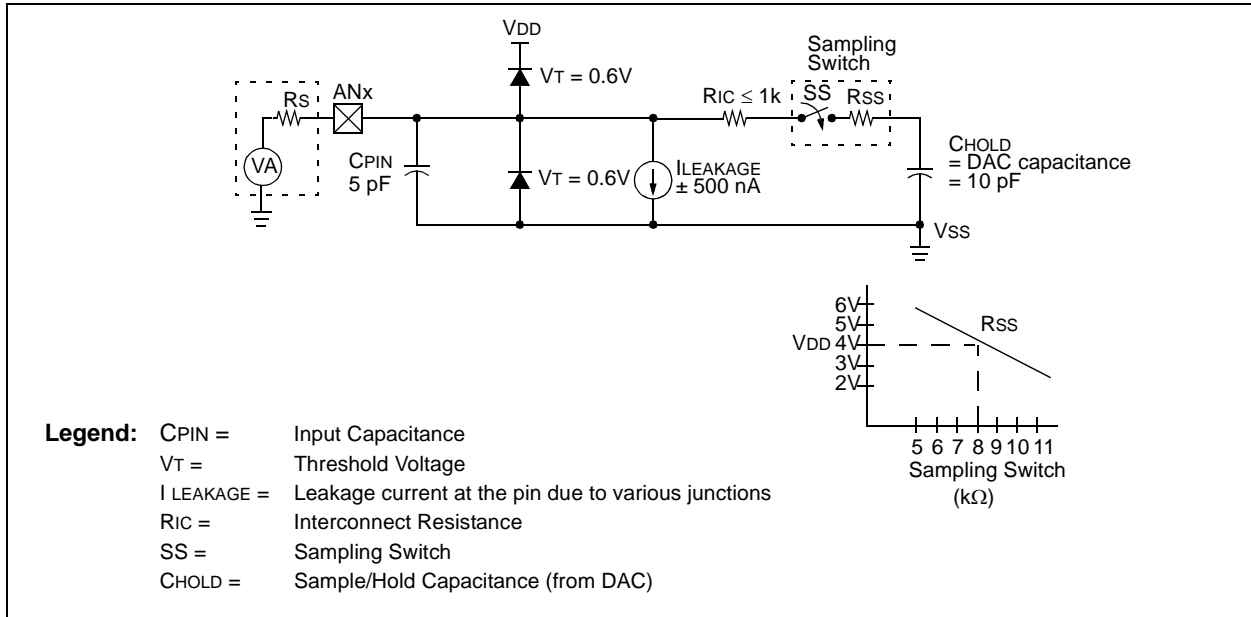 VDD
Sampling
Switch
VT = 0.6V
RS
ANx
RIC ≤ 1k
SS
RSS
VA
CPIN
5 pF
VT = 0.6V
ILEAKAGE
± 500 nA
CHOLD
= DAC capacitance
= 10 pF
VSS
6V
5V
VDD 4V
3V
2V
RSS
5 6 7 8 9 10 11
Sampling Switch
(kΩ)
Legend: CPIN = Input Capacitance
VT = Threshold Voltage
I LEAKAGE = Leakage current at the pin due to various junctions
RIC = Interconnect Resistance
SS = Sampling Switch
CHOLD = Sample/Hold Capacitance (from DAC)